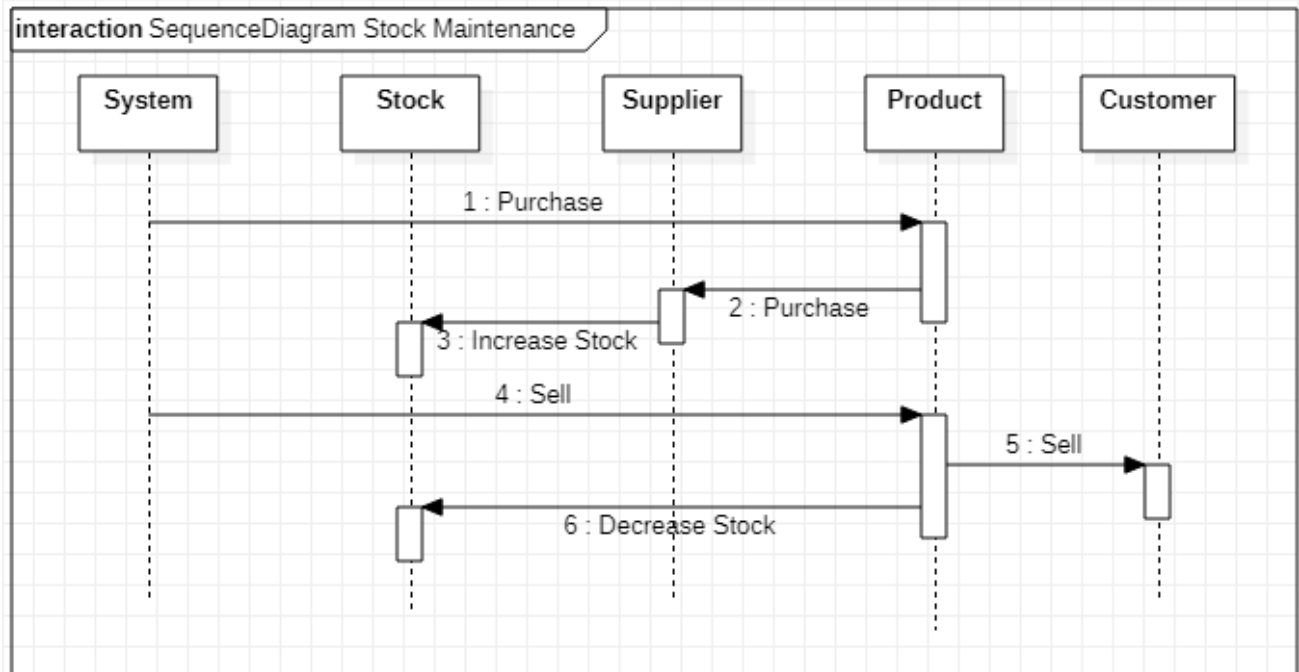 interaction SequenceDiagram Stock Maintenance
System
Stock
Supplier
Product
Customer
1 : Purchase
2 : Purchase
3 : Increase Stock
4 : Sell
5 : Sell
6 : Decrease Stock